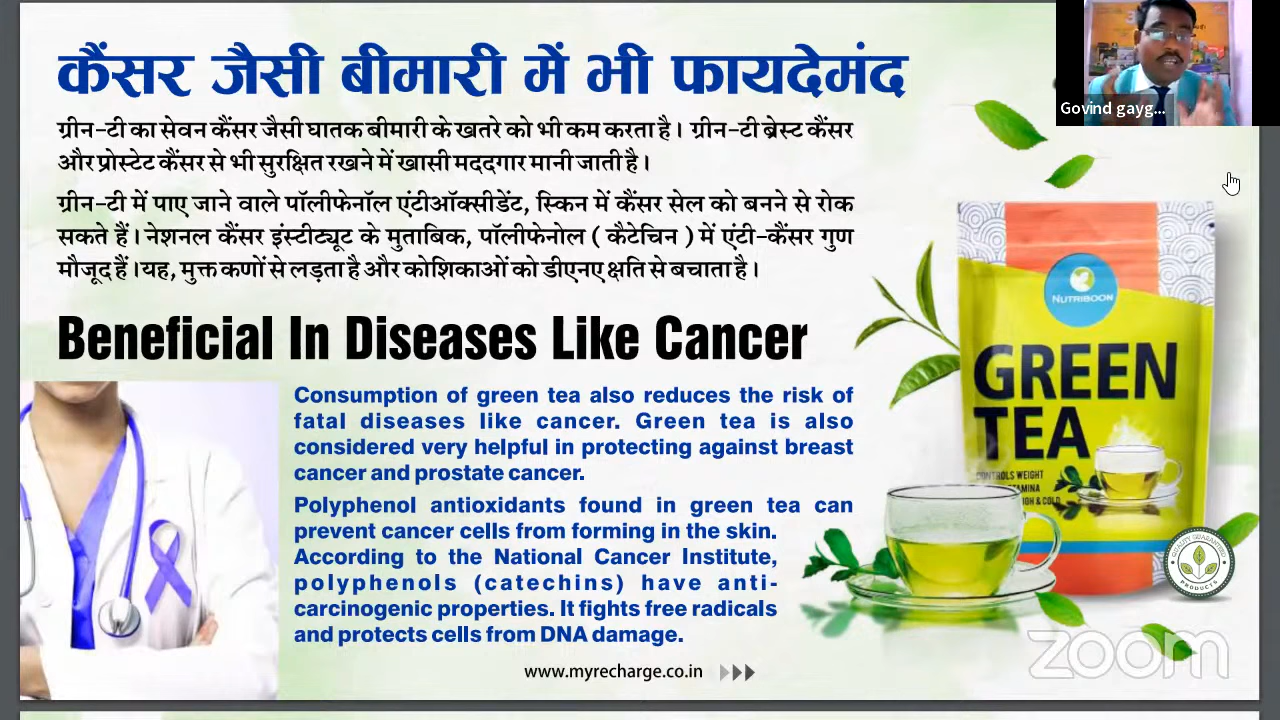 कैंसर जैसी बीमारी में भी फायदेमंद
ग्रीन-टी का सेवन कैंसर जैसी घातक बीमारी के खतरे को भी कम करता है। ग्रीन-टी ब्रेस्ट कैंसर
और प्रोस्टेट कैंसर से भी सुरक्षित रखने में खासी मददगार मानी जाती है।
ग्रीन-टी में पाए जाने वाले पॉलीफेनॉल एंटीऑक्सीडेंट, स्किन में कैंसर सेल को बनने से रोक
सकते हैं। नेशनल कैंसर इंस्टीट्यूट के मुताबिक, पॉलीफेनोल ( कैटेचिन ) में एंटी-कैंसर गुण
मौजूद हैं।यह, मुक्त कणों से लड़ता है और कोशिकाओं को डीएनए क्षति से बचाता है।
Beneficial In Diseases Like Cancer
Consumption of green tea also reduces the risk of
fatal diseases like cancer. Green tea is also
considered very helpful in protecting against breast
cancer and prostate cancer.
Polyphenol antioxidants found in green tea can
prevent cancer cells from forming in the skin.
According to the National Cancer Institute,
polyphenols (catechins) have anti-
carcinogenic properties. It fights free radicals
and protects cells from DNA damage.
www.myrecharge.co.in
Govind gayg...
NUTRIBOON
GREEN
TEA
CONTROLS WEIGHT
& COLD
QUALITY GUARANTEED
PRODUCTS
zoom